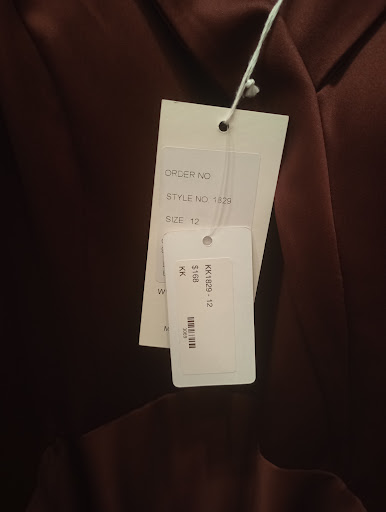 ORDER NO
STYLE NO 1829
SIZE 12
KK1829 - 12
$168
KK